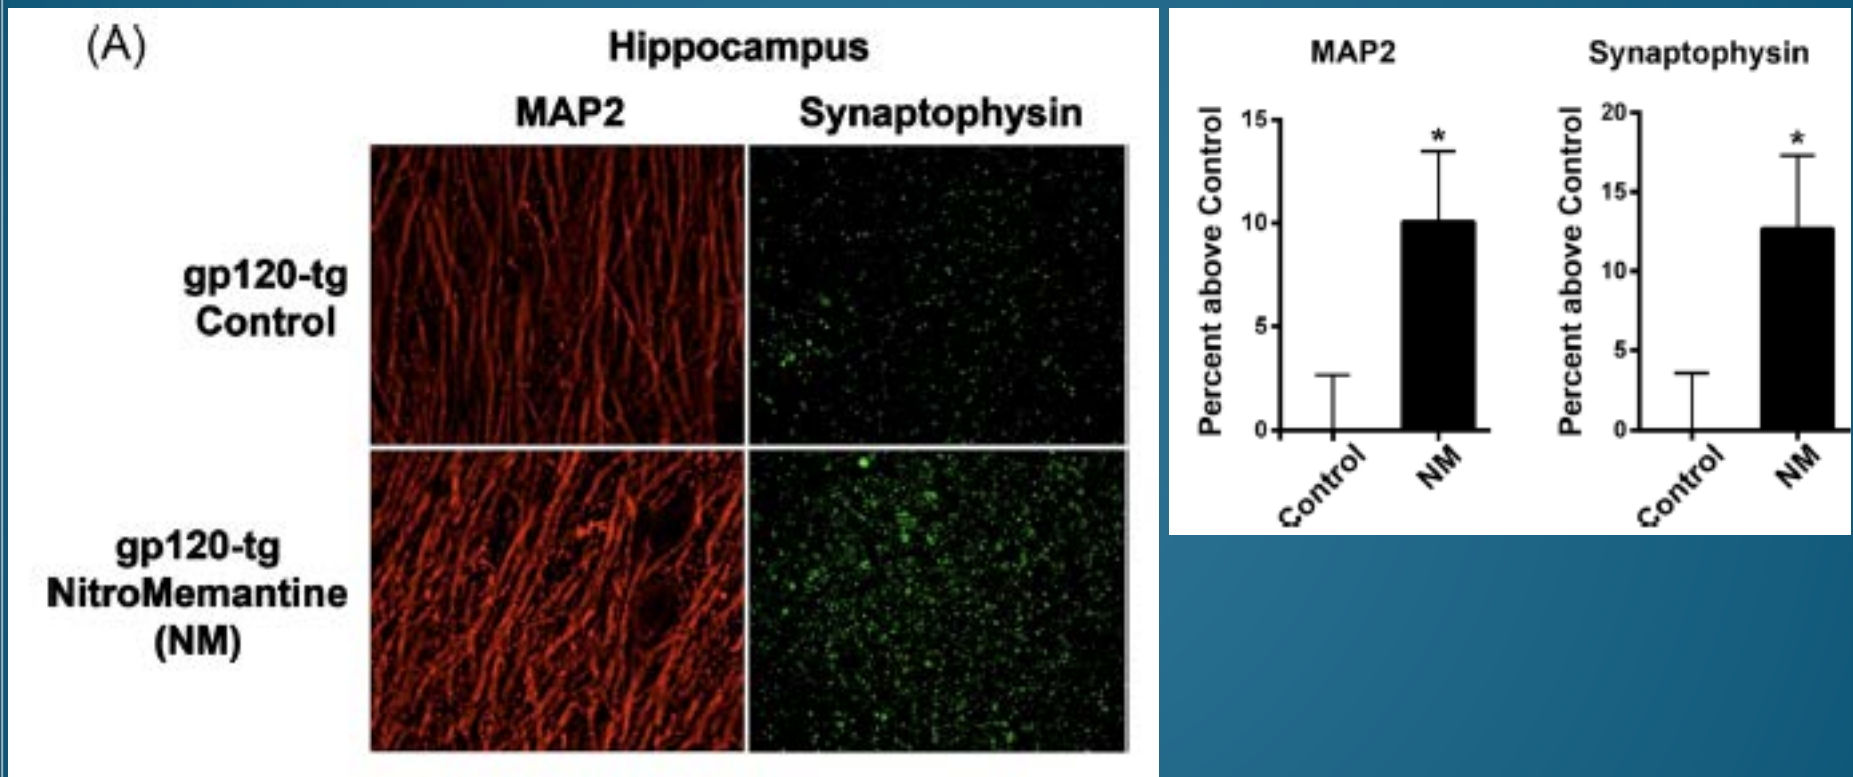 (A)
Hippocampus
MAP2
Synaptophysin
gp120-tg
Control
gp120-tg
NitroMemantine
(NM)
MAP2
Percent above Control
15
10
5
0
*
Control
NM
Synaptophysin
Percent above Control
20
15
10
5
0
*
Control
NM